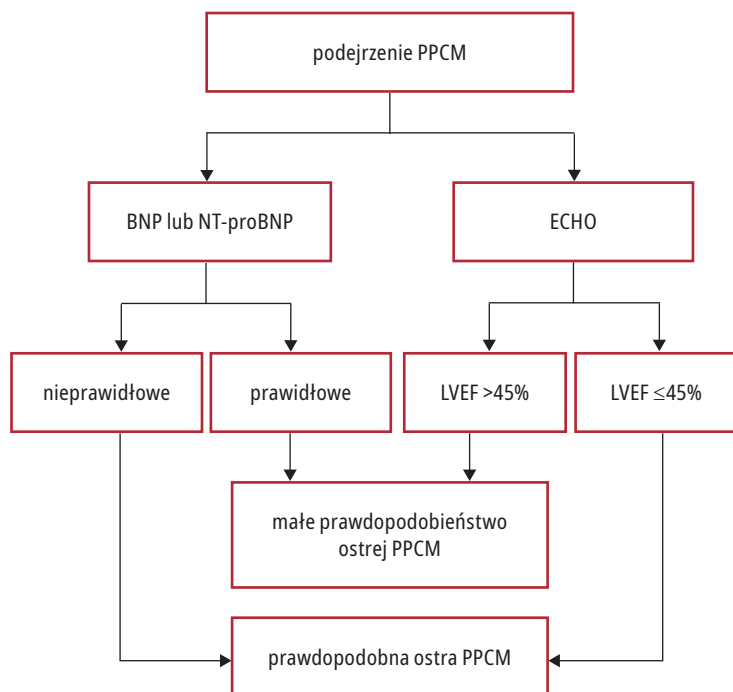 podejrzenie PPCM
BNP lub NT-proBNP
ECHO
nieprawidłowe
prawidłowe
LVEF >45%
LVEF ≤45%
małe prawdopodobieństwo
ostrej PPCM
prawdopodobna ostra PPCM